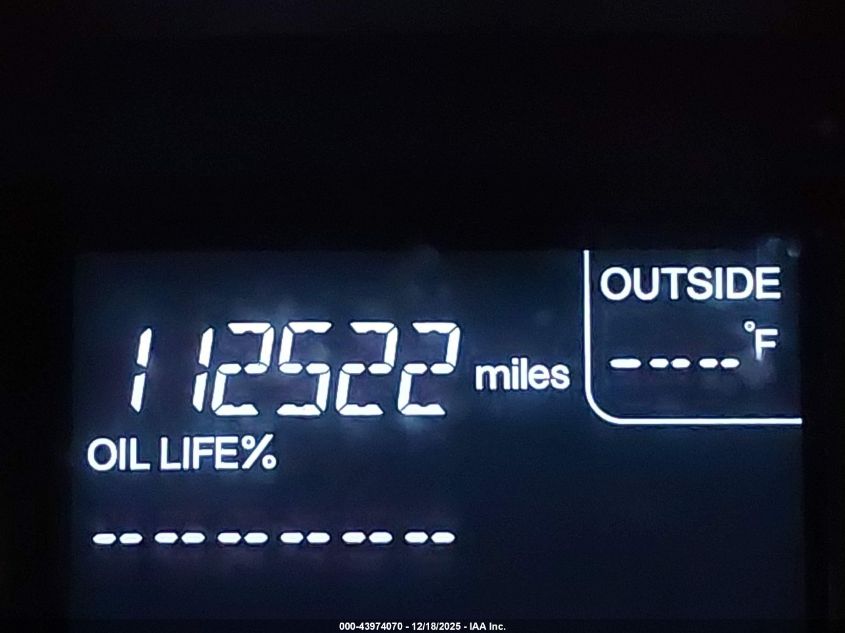 OUTSIDE
---°F
112522 miles
OIL LIFE%
------
000-43974070 - 12/18/2025 - IAA Inc.